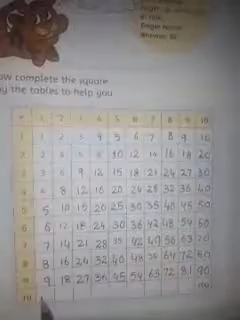 ow complete the square
y the tables to help you
× 1 2 3 4 5 6 7 8 9 10
1 1 2 3 4 5 6 7 8 9 10
2 2 4 6 8 10 12 14 16 18 20
3 3 6 9 12 15 18 21 24 27 30
4 4 8 12 16 20 24 28 32 36 40
5 5 10 15 20 25 30 35 40 45 50
6 6 12 18 24 30 36 42 48 54 60
7 7 14 21 28 35 42 49 56 63 70
8 8 16 24 32 40 48 56 64 72 80
9 9 18 27 36 45 54 63 72 81 90
10 100